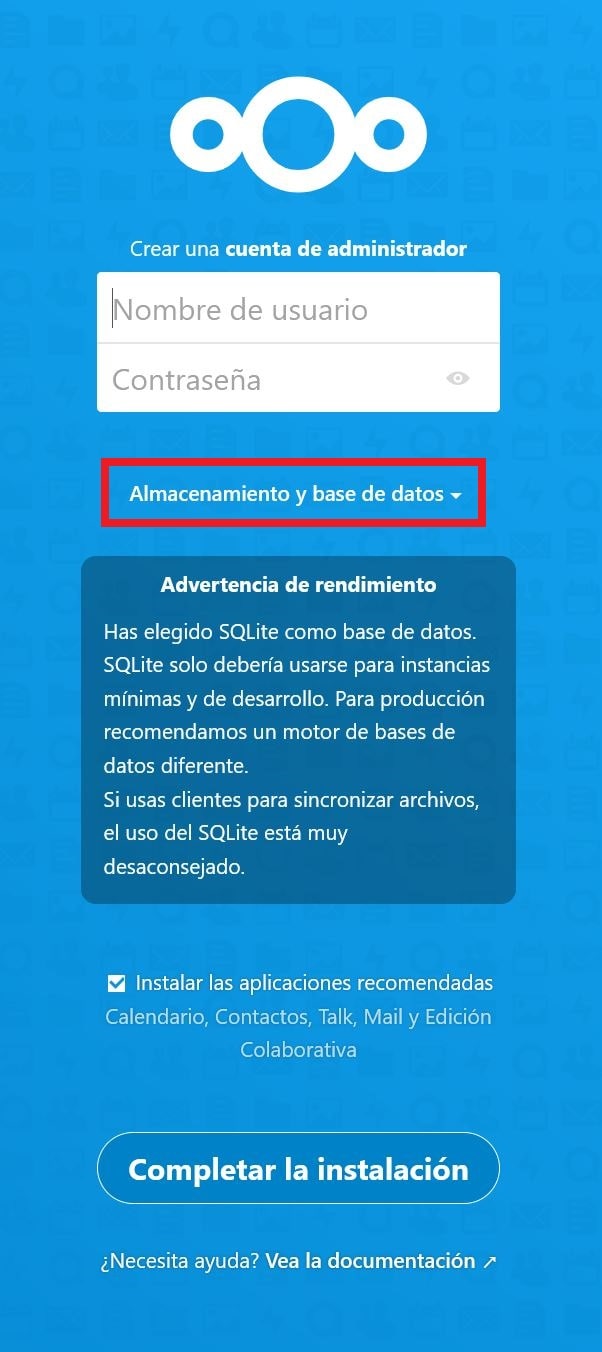 Crear una cuenta de administrador
Nombre de usuario
Contraseña
Almacenamiento y base de datos
Advertencia de rendimiento
Has elegido SQLite como base de datos.
SQLite solo debería usarse para instancias
mínimas y de desarrollo. Para producción
recomendamos un motor de bases de
datos diferente.
Si usas clientes para sincronizar archivos,
el uso del SQLite está muy
desaconsejado.
Instalar las aplicaciones recomendadas
Calendario, Contactos, Talk, Mail y Edición
Colaborativa
Completar la instalación
¿Necesita ayuda? Vea la documentación ↗